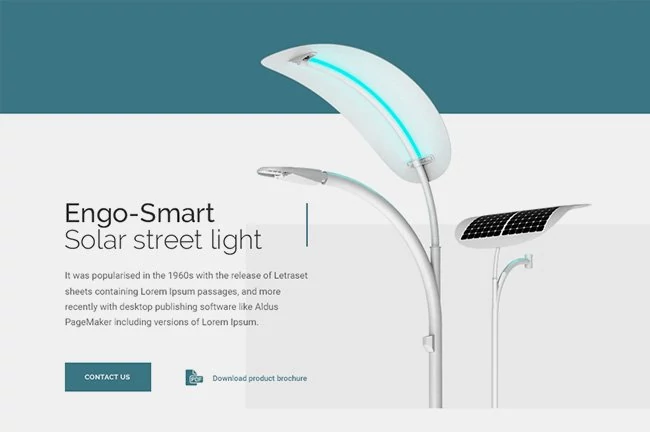 Engo-Smart
Solar street light
It was popularised in the 1960s with the release of Letraset
sheets containing Lorem Ipsum passages, and more
recently with desktop publishing software like Aldus
PageMaker including versions of Lorem Ipsum.
CONTACT US
PDF
Download product brochure